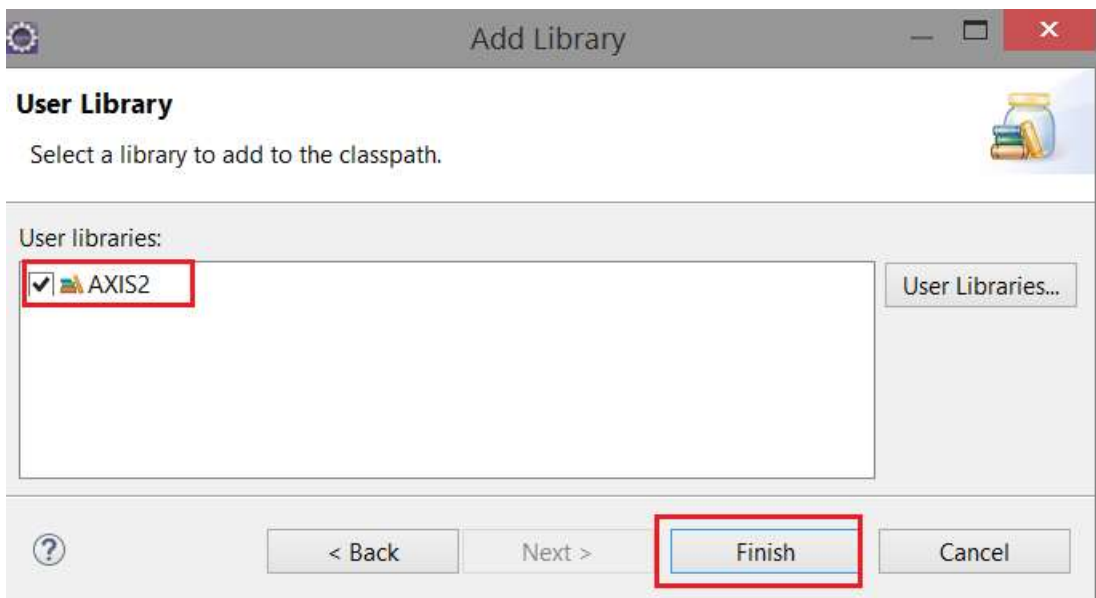 Add Library
User Library
Select a library to add to the classpath.
User libraries:
AXIS2
User Libraries...
< Back
Next >
Finish
Cancel